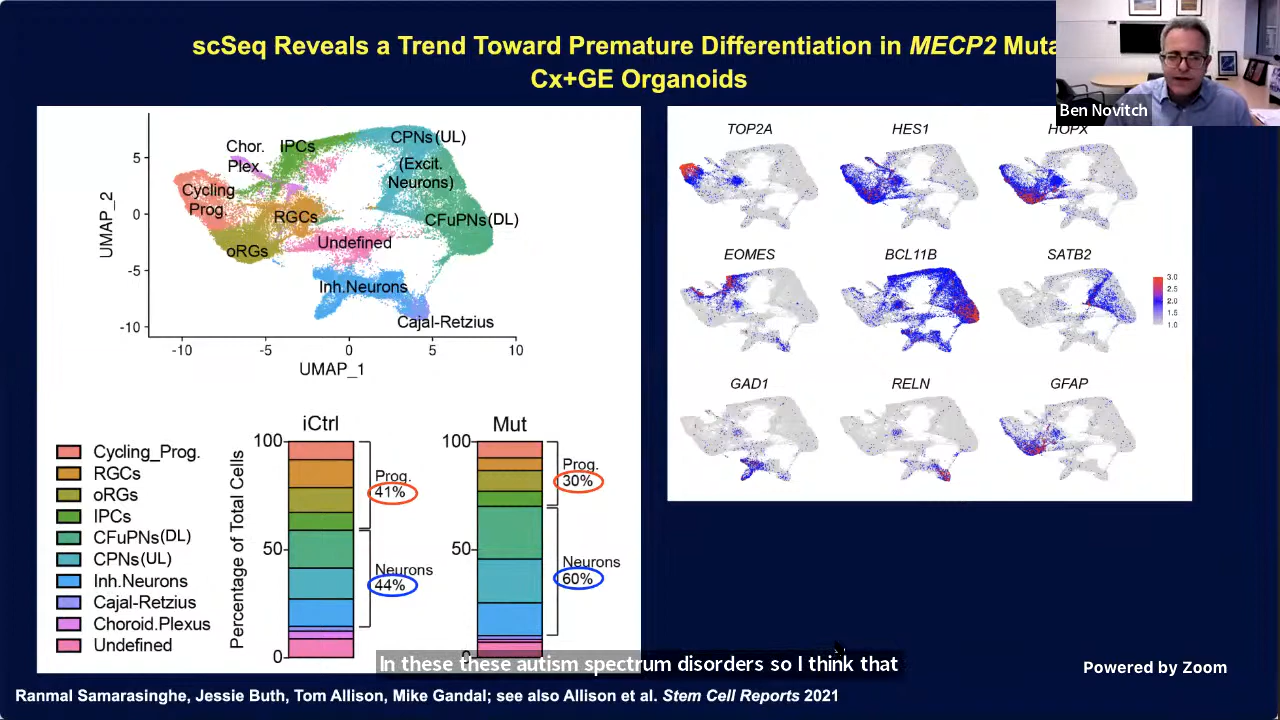 scSeq Reveals a Trend Toward Premature Differentiation in MECP2 Muta
Cx+GE Organoids
Ben Novitch
5
0
-5
-10
UMAP_2
-10
-5
0
5
10
UMAP_1
Chor.
Plex.
IPCs
CPNs(UL)
(Excit.
Neurons)
Cycling
Prog.
RGCs
CFuPNs(DL)
oRGs
Undefined
Inh.Neurons
Cajal-Retzius
TOP2A
HES1
HOPX
EOMES
BCL11B
SATB2
3.0
2.5
2.0
1.5
1.0
GAD1
RELN
GFAP
Cycling_Prog.
RGCs
oRGs
IPCs
CFuPNs(DL)
CPNs(UL)
Inh.Neurons
Cajal-Retzius
Choroid.Plexus
Undefined
Percentage of Total Cells
iCtrl
100
50
0
Prog.
41%
Neurons
44%
Mut
100
50
0
Prog.
30%
Neurons
60%
In these these autism spectrum disorders so I think that
Powered by Zoom
Ranmal Samarasinghe, Jessie Buth, Tom Allison, Mike Gandal; see also Allison et al. Stem Cell Reports 2021